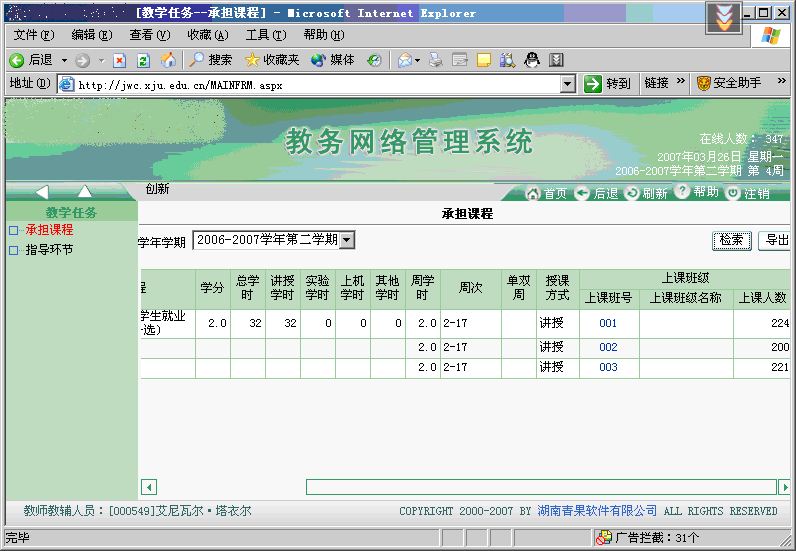 [教学任务--承担课程] - Microsoft Internet Explorer
文件(F) 编辑(E) 查看(V) 收藏(A) 工具(T) 帮助(H)
后退 搜索 收藏夹 媒体
地址(D) http://jwc.xju.edu.cn/MAINFRM.aspx 转到 链接 » 安全助手 »
教务网络管理系统
在线人数： 347
2007年03月26日 星期一
2006-2007学年第二学期 第 4周
创新
首页 后退 刷新 帮助 注销
教学任务
承担课程
指导环节
承担课程
学年学期 2006-2007学年第二学期 检索 导出
程 学分 总学时 讲授学时 实验学时 上机学时 其他学时 周学时 周次 单双周 授课方式 上课班级
上课班号 上课班级名称 上课人数
学生就业
选) 2.0 32 32 0 0 0 2.0 2-17 讲授 001 224
2.0 2-17 讲授 002 200
2.0 2-17 讲授 003 221
教师教辅人员：[000549]艾尼瓦尔·塔衣尔 COPYRIGHT 2000-2007 BY 湖南青果软件有限公司 ALL RIGHTS RESERVED
完毕 广告拦截：31个